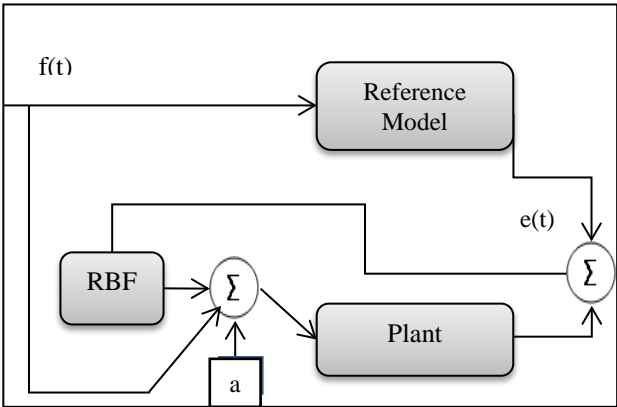 f(t)
Reference
Model
e(t)
RBF
Σ
Σ
Plant
a